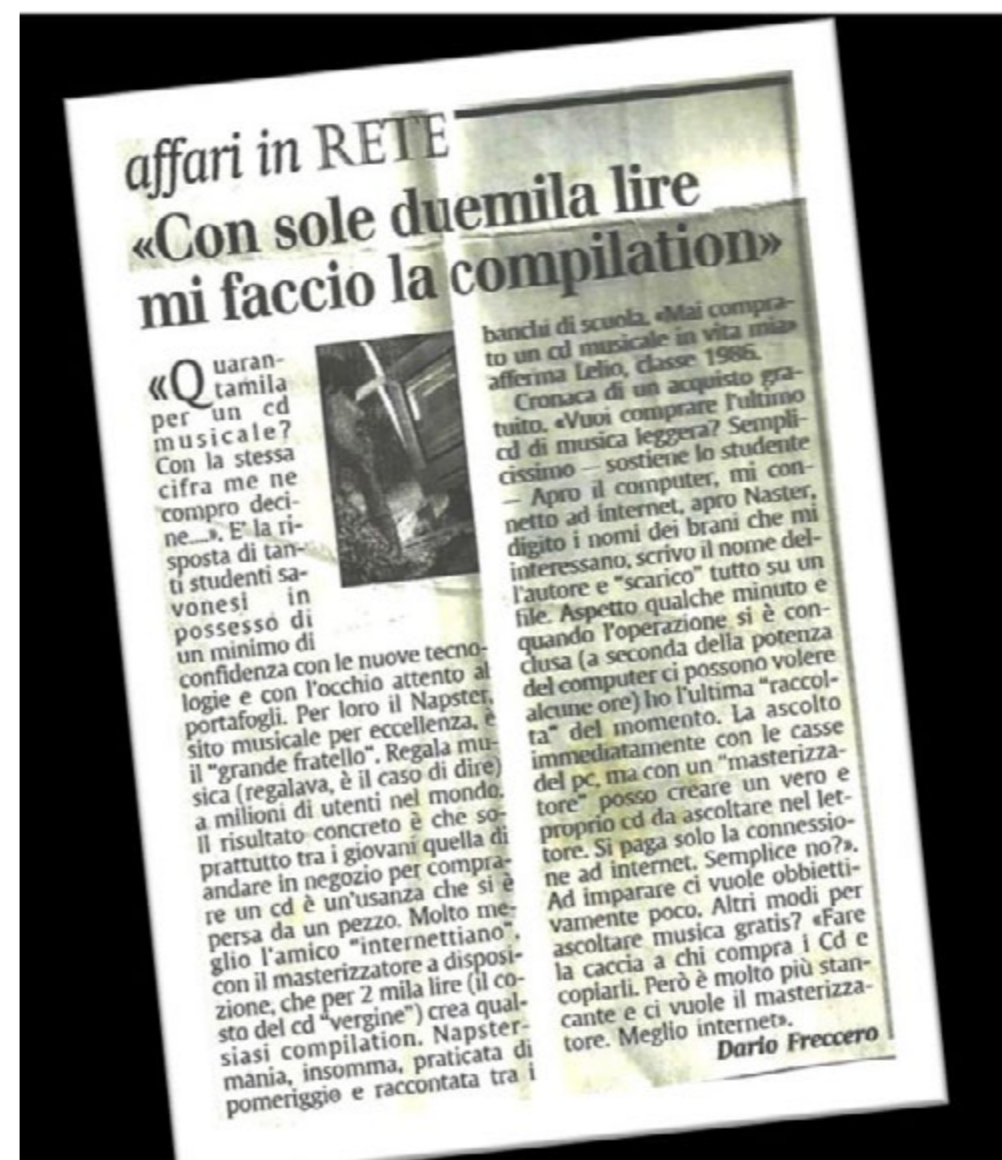 affari in RETE
«Con sole duemila lire
mi faccio la compilation»
«Quaran-
tamila
per un cd
musicale?
Con la stessa
cifra me ne
compro deci-
ne....». E' la ri-
sposta di tan-
ti studenti sa-
vonesi in
possesso di
un minimo di
confidenza con le nuove tecno-
logie e con l'occhio attento al
portafogli. Per loro il Napster,
sito musicale per eccellenza, è
il "grande fratello". Regala mu-
sica (regalava, è il caso di dire)
a milioni di utenti nel mondo.
Il risultato concreto è che so-
prattutto tra i giovani quella di
andare in negozio per compra-
re un cd è un'usanza che si è
persa da un pezzo. Molto me-
glio l'amico "internettiano",
con il masterizzatore a disposi-
zione, che per 2 mila lire (il co-
sto del cd "vergine") crea qual-
siasi compilation. Napster-
mania, insomma, praticata di
pomeriggio e raccontata tra i
banchi di scuola. «Mai compra-
to un cd musicale in vita mia»
afferma Lelio, classe 1986.
Cronaca di un acquisto gra-
tuito. «Vuoi comprare l'ultimo
cd di musica leggera? Sempli-
cissimo – sostiene lo studente
– Apro il computer, mi con-
netto ad internet, apro Naster,
digito i nomi dei brani che mi
interessano, scrivo il nome del-
l'autore e "scarico" tutto su un
file. Aspetto qualche minuto e
quando l'operazione si è con-
clusa (a seconda della potenza
del computer ci possono volere
alcune ore) ho l'ultima "raccol-
ta" del momento. La ascolto
immediatamente con le casse
del pc, ma con un "masterizza-
tore" posso creare un vero e
proprio cd da ascoltare nel let-
tore. Si paga solo la connessio-
ne ad internet. Semplice no?».
Ad imparare ci vuole obbietti-
vamente poco. Altri modi per
ascoltare musica gratis? «Fare
la caccia a chi compra i Cd e
copiarli. Però è molto più stan-
cante e ci vuole il masterizza-
tore. Meglio internet».
Dario Freccero